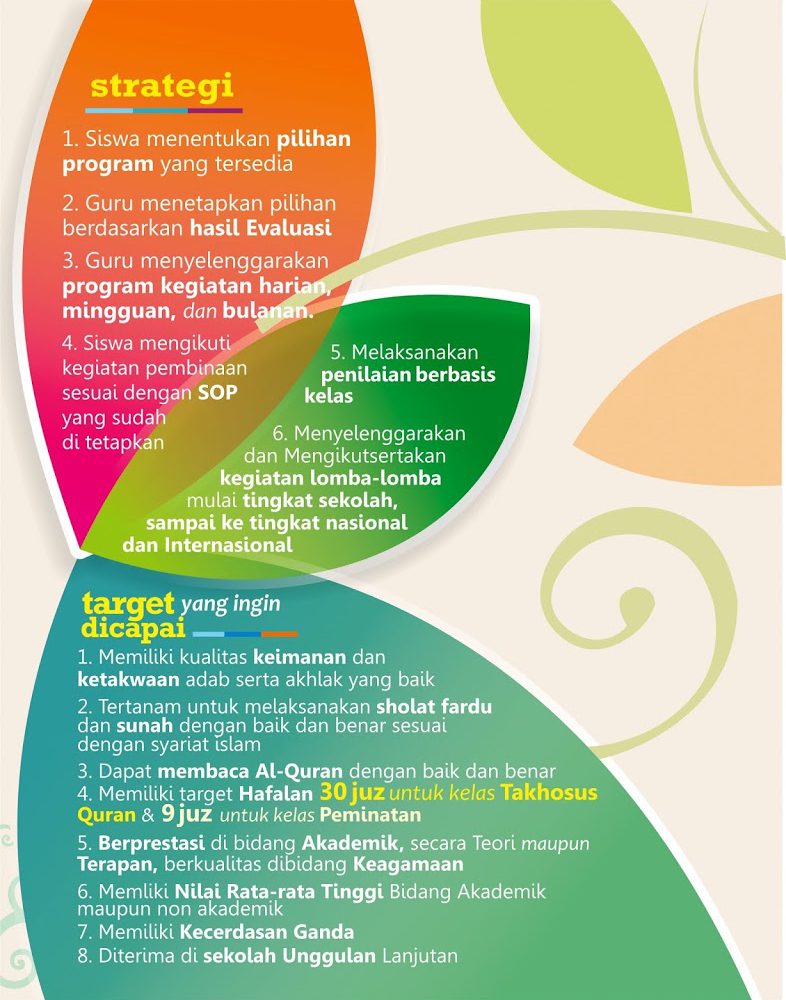 strategi
1. Siswa menentukan pilihan
program yang tersedia
2. Guru menetapkan pilihan
berdasarkan hasil Evaluasi
3. Guru menyelenggarakan
program kegiatan harian,
mingguan, dan bulanan.
4. Siswa mengikuti
kegiatan pembinaan
sesuai dengan SOP
yang sudah
di tetapkan
5. Melaksanakan
penilaian berbasis
kelas
6. Menyelenggarakan
dan Mengikutsertakan
kegiatan lomba-lomba
mulai tingkat sekolah,
sampai ke tingkat nasional
dan Internasional
target yang ingin
dicapai
1. Memiliki kualitas keimanan dan
ketakwaan adab serta akhlak yang baik
2. Tertanam untuk melaksanakan sholat fardu
dan sunah dengan baik dan benar sesuai
dengan syariat islam
3. Dapat membaca Al-Quran dengan baik dan benar
4. Memiliki target Hafalan 30 juz untuk kelas Takhosus
Quran & 9 juz untuk kelas Peminatan
5. Berprestasi di bidang Akademik, secara Teori maupun
Terapan, berkualitas dibidang Keagamaan
6. Memliki Nilai Rata-rata Tinggi Bidang Akademik
maupun non akademik
7. Memiliki Kecerdasan Ganda
8. Diterima di sekolah Unggulan Lanjutan